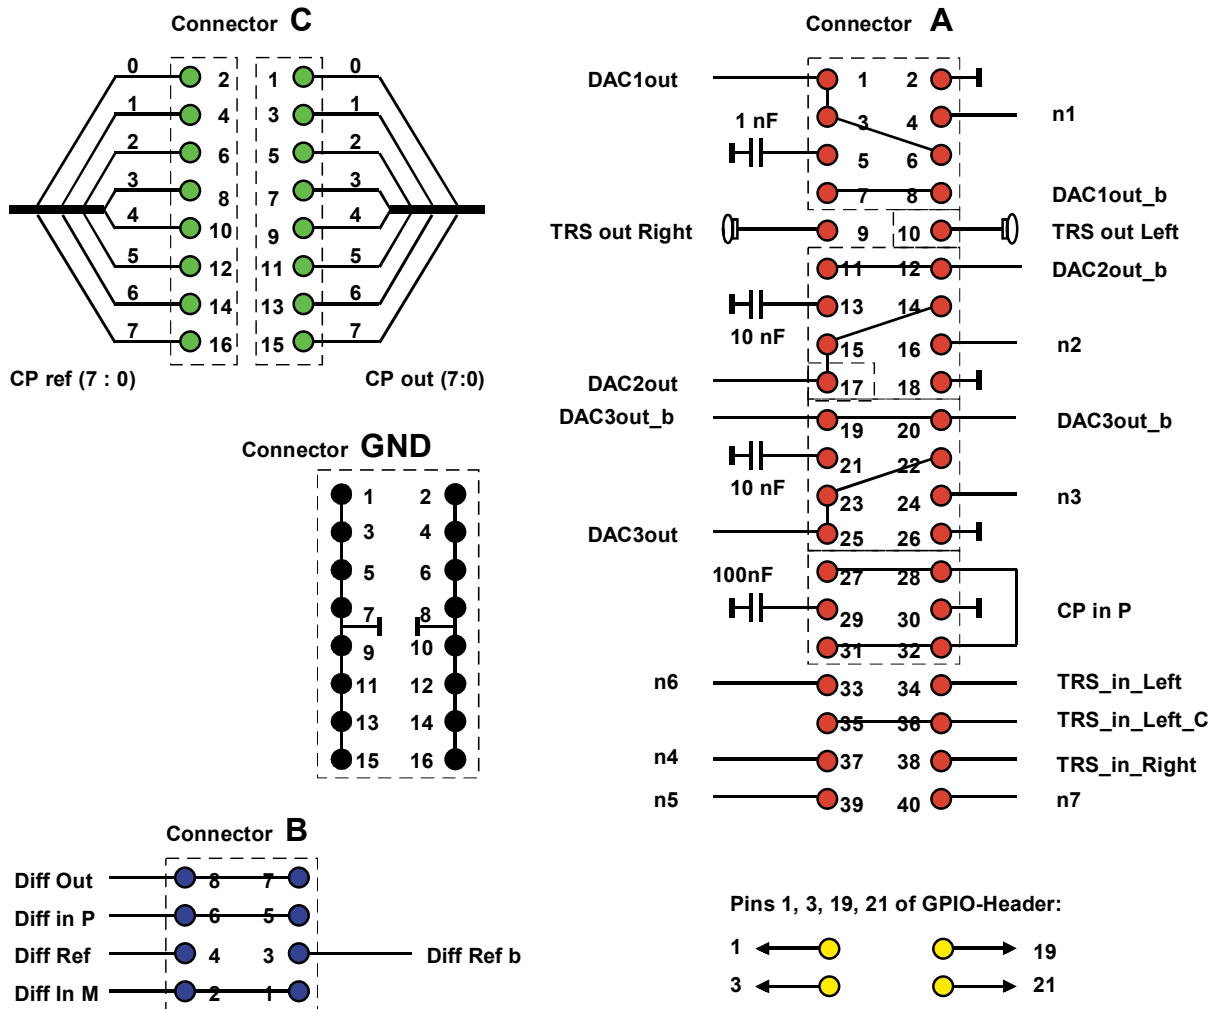 Connector C
0 2 1 0
1 4 3 1
2 6 5 2
3 8 7 3
4 10 9 4
5 12 11 5
6 14 13 6
7 16 15 7
CP ref (7 : 0) CP out (7:0)
Connector GND
1 2
3 4
5 6
7 8
9 10
11 12
13 14
15 16
Connector B
Diff Out 8 7
Diff in P 6 5
Diff Ref 4 3 Diff Ref b
Diff In M 2 1
Connector A
DAC1out 1 2
3 4 n1
1 nF 5 6
7 8 DAC1out_b
TRS out Right 9 10 TRS out Left
11 12 DAC2out_b
10 nF 13 14
15 16 n2
DAC2out 17 18
DAC3out_b 19 20 DAC3out_b
10 nF 21 22
23 24 n3
DAC3out 25 26
27 28
100nF 29 30 CP in P
31 32
n6 33 34 TRS_in_Left
35 36 TRS_in_Left_C
n4 37 38 TRS_in_Right
n5 39 40 n7
Pins 1, 3, 19, 21 of GPIO-Header:
1 19
3 21